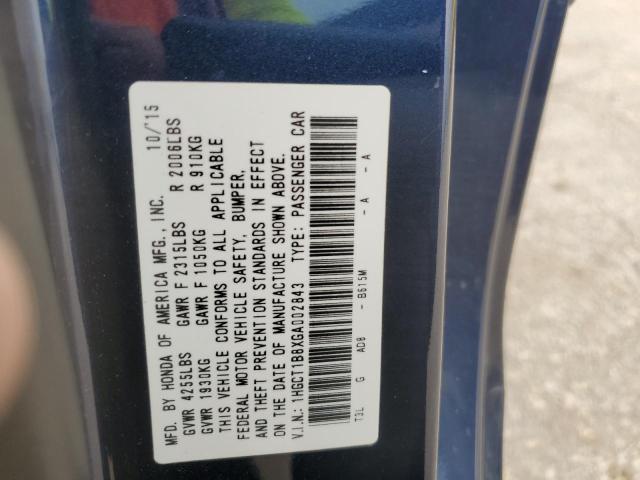 MFD. BY HONDA OF AMERICA MFG., INC. 10/15
GVWR 4255LBS GAWR F 2315LBS R 2006LBS
GVWR 1930KG GAWR F 1050KG R 910KG
THIS VEHICLE CONFORMS TO ALL APPLICABLE
FEDERAL MOTOR VEHICLE SAFETY, BUMPER,
AND THEFT PREVENTION STANDARDS IN EFFECT
ON THE DATE OF MANUFACTURE SHOWN ABOVE.
V.I.N.: 1HGCT1B8XGA002843 TYPE: PASSENGER CAR
T3L G AD8 - B615M - A - A